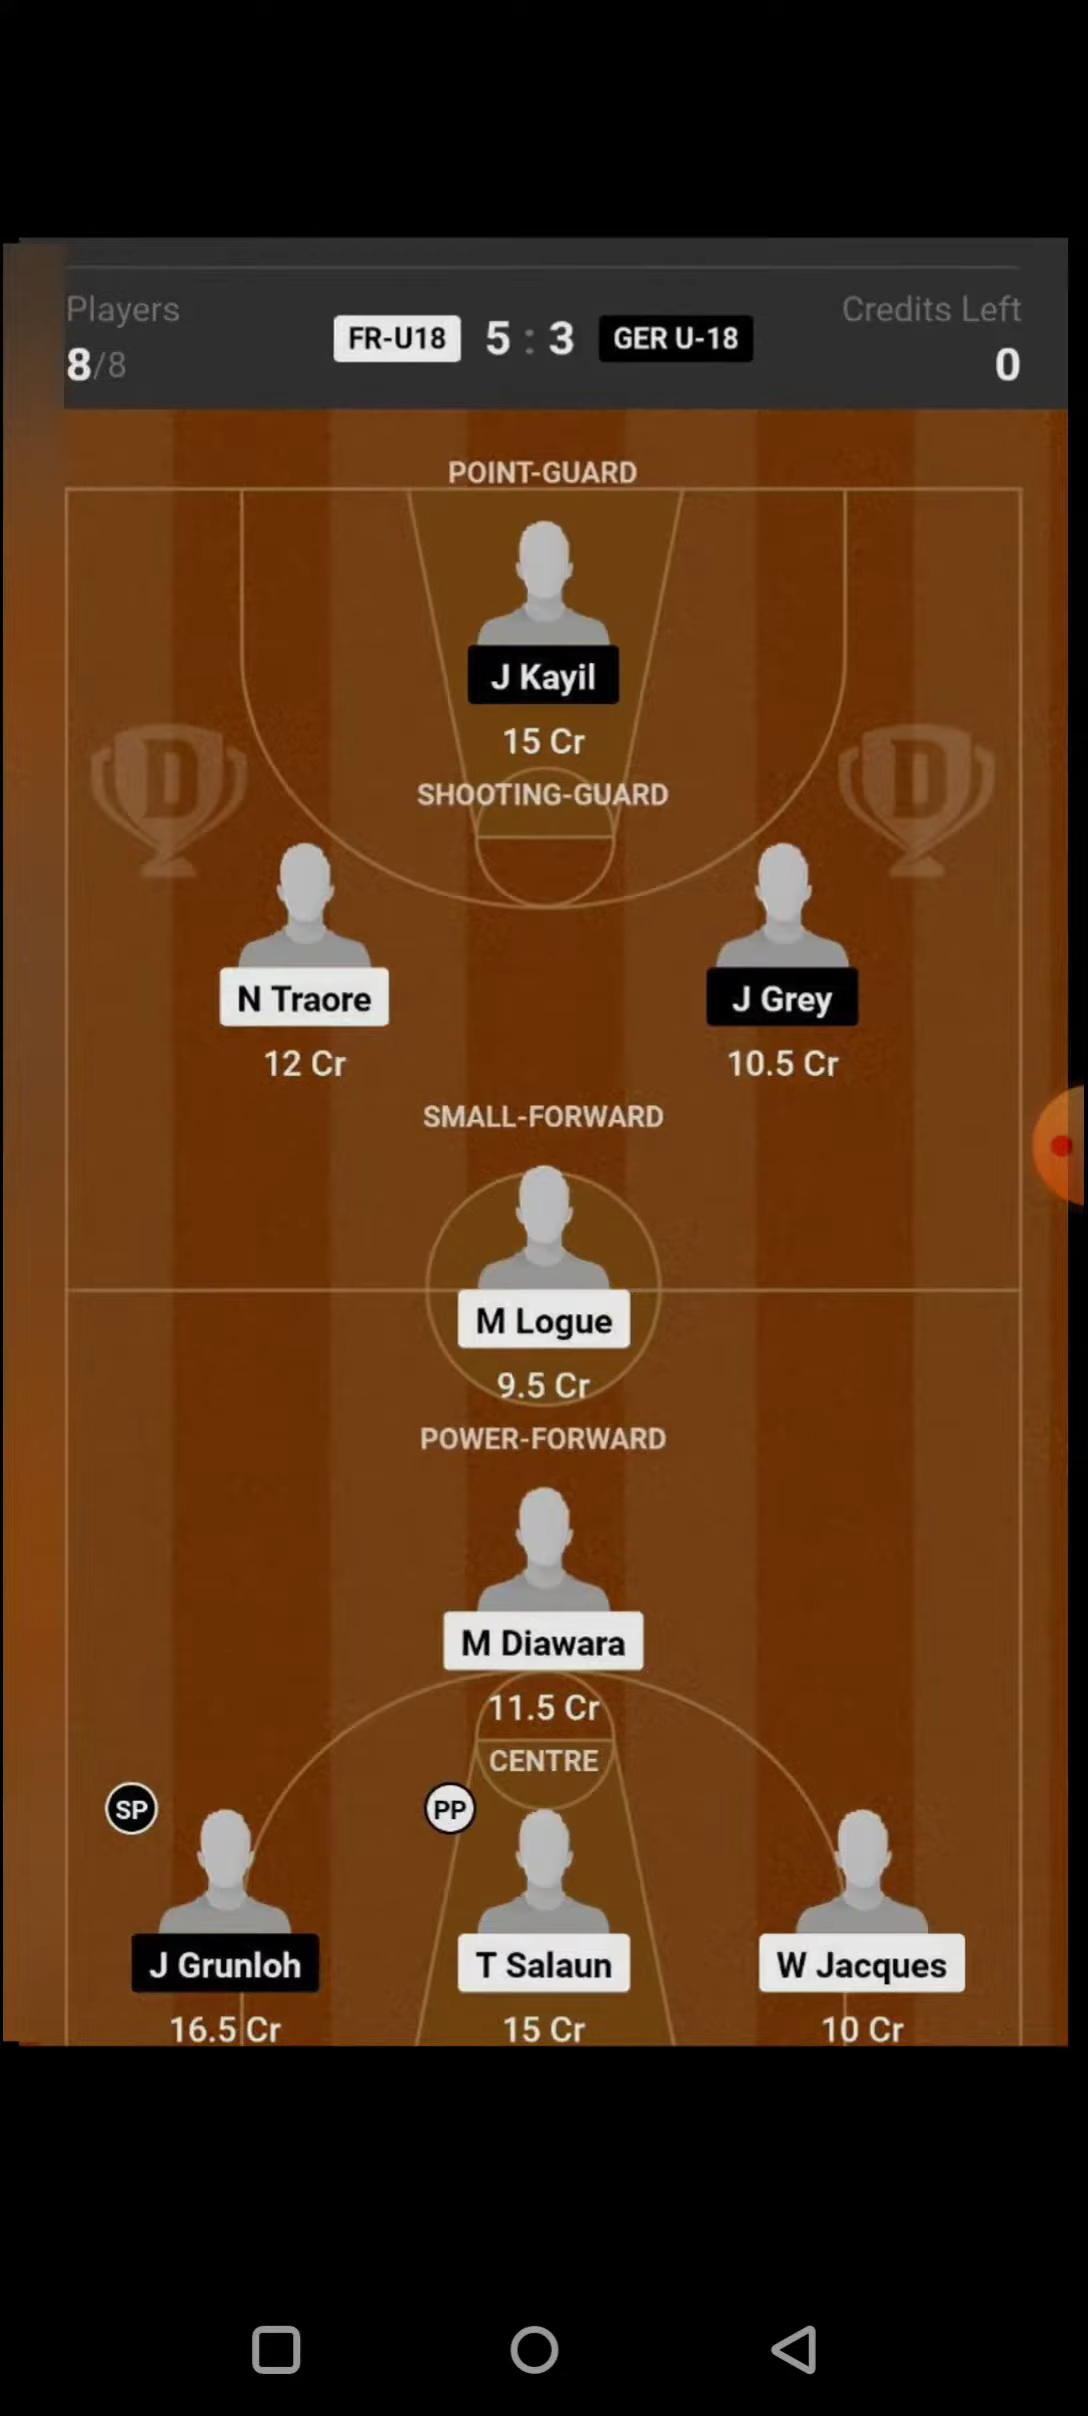 Players
Credits Left
FR-U18 5 : 3 GER U-18
8/8
0
POINT-GUARD
J Kayil
15 Cr
D D
SHOOTING-GUARD
N Traore J Grey
12 Cr 10.5 Cr
SMALL-FORWARD
M Logue
9.5 Cr
POWER-FORWARD
M Diawara
11.5 Cr
CENTRE
SP PP
J Grunloh T Salaun W Jacques
16.5 Cr 15 Cr 10 Cr